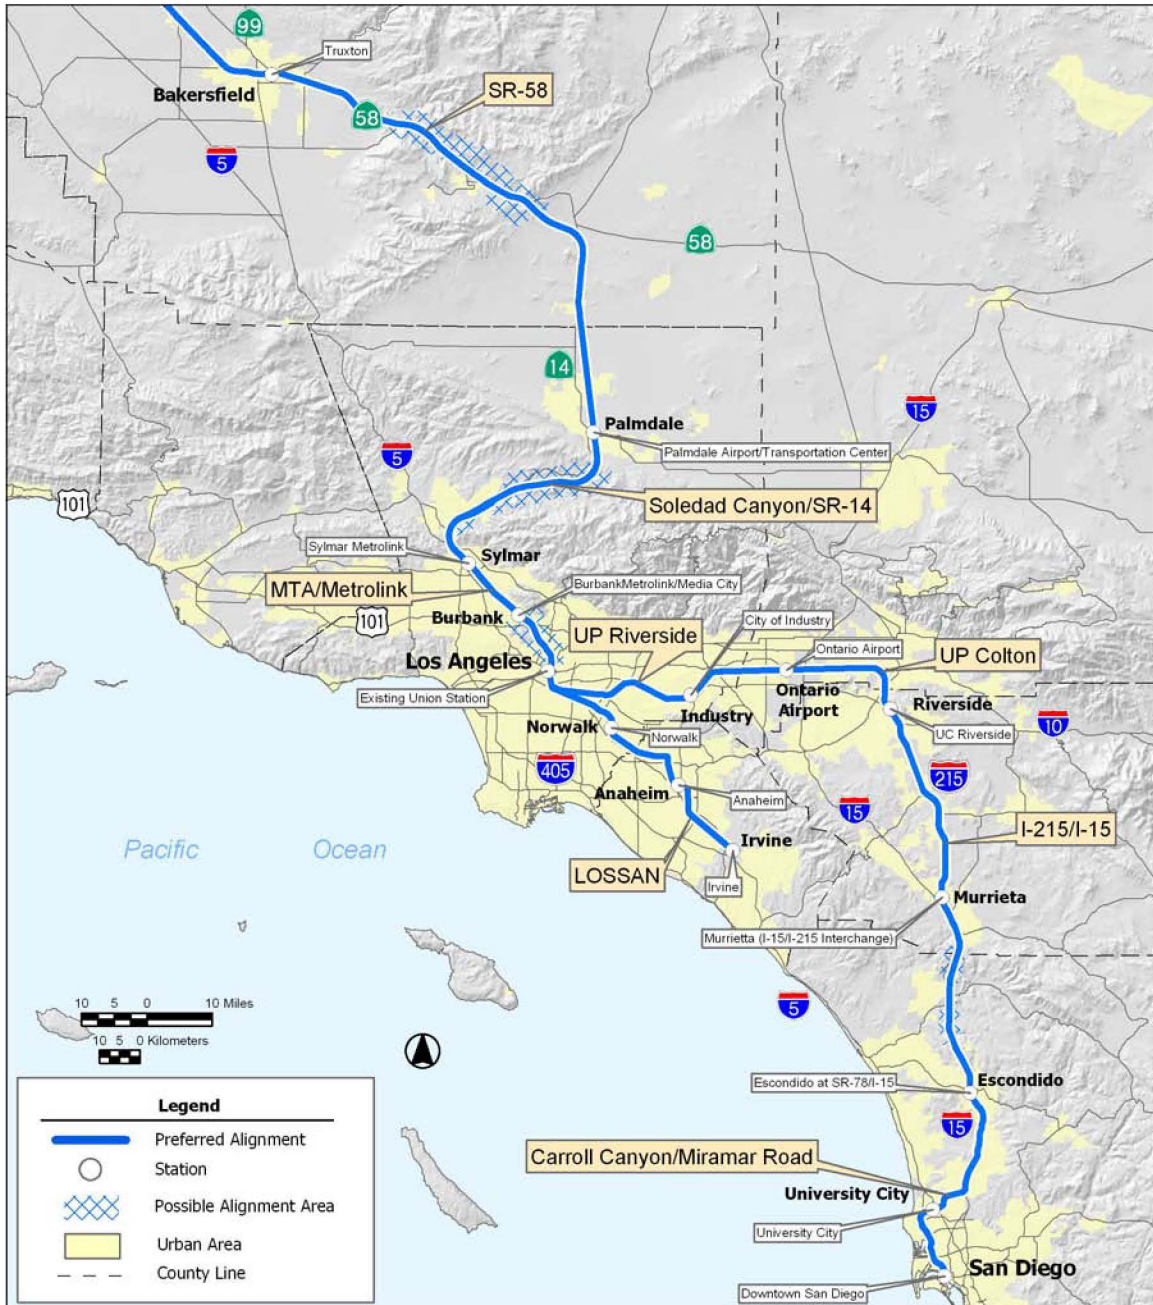 99
Truxton
Bakersfield
SR-58
58
5
58
14
15
Palmdale
Palmdale Airport/Transportation Center
5
101
Soledad Canyon/SR-14
Sylmar Metrolink
Sylmar
MTA/Metrolink
BurbankMetrolink/Media City
Burbank
101
City of Industry
UP Riverside
Ontario Airport
UP Colton
Los Angeles
Existing Union Station
Ontario
Airport
Industry
Riverside
UC Riverside
10
Norwalk
Norwalk
405
215
Anaheim
Anaheim
15
I-215/I-15
Pacific Ocean
Irvine
LOSSAN
Irvine
Murrieta
Murrietta (I-15/I-215 Interchange)
10 5 0 10 Miles
5
10 5 0 Kilometers
Escondido at SR-78/I-15
Escondido
15
Carroll Canyon/Miramar Road
University City
University City
San Diego
Downtown San Diego
Legend
Preferred Alignment
Station
Possible Alignment Area
Urban Area
County Line